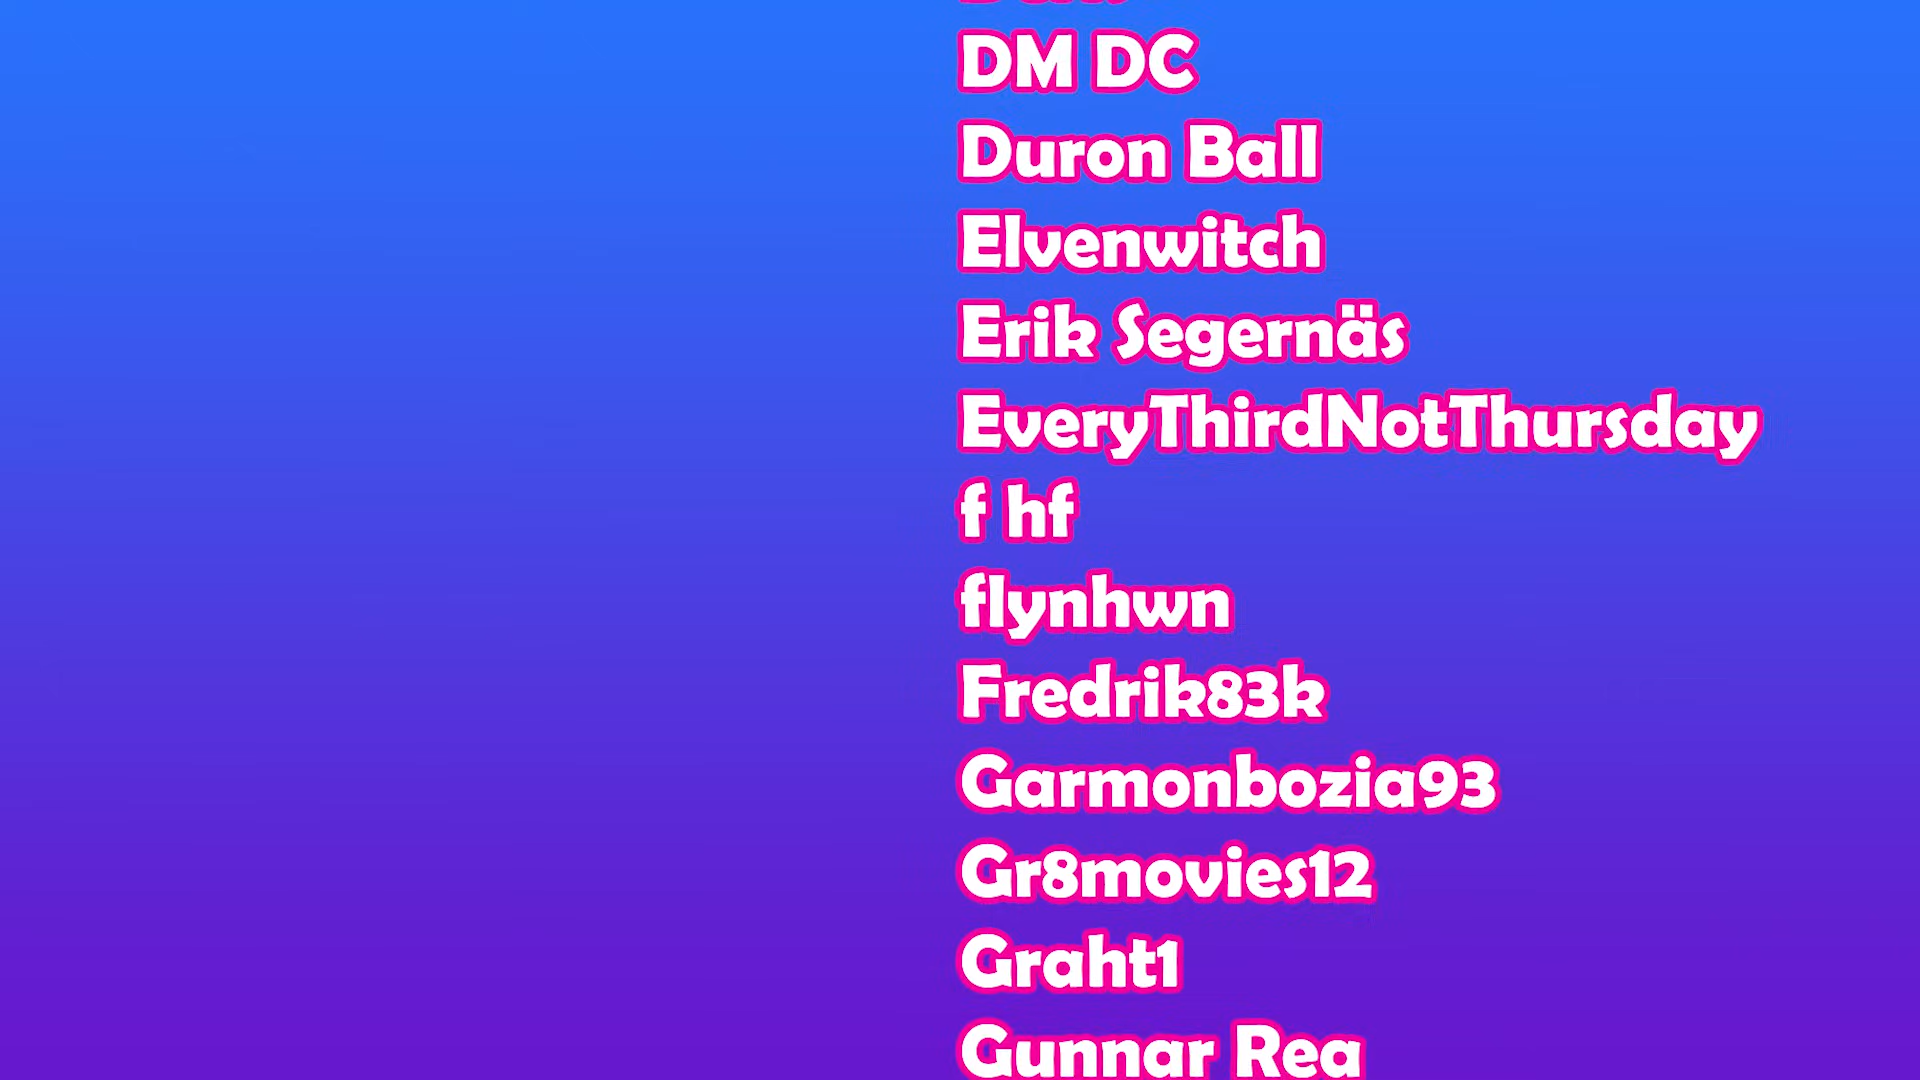 DM DC
Duron Ball
Elvenwitch
Erik Segernäs
EveryThirdNotThursday
f hf
flynhwn
Fredrik83k
Garmonbozia93
Gr8movies12
Graht1
Gunnar Rea